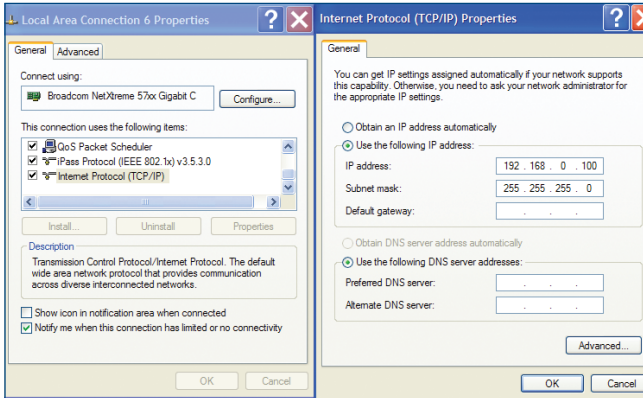 Local Area Connection 6 Properties
General
Advanced
Connect using:
Broadcom NetXtreme 57xx Gigabit C
Configure...
This connection uses the following items:
QoS Packet Scheduler
iPass Protocol (IEEE 802.1x) v3.5.3.0
Internet Protocol (TCP/IP)
Install...
Uninstall
Properties
Description
Transmission Control Protocol/Internet Protocol. The default
wide area network protocol that provides communication
across diverse interconnected networks.
Show icon in notification area when connected
Notify me when this connection has limited or no connectivity
OK
Cancel
Internet Protocol (TCP/IP) Properties
General
You can get IP settings assigned automatically if your network supports
this capability. Otherwise, you need to ask your network administrator for
the appropriate IP settings.
Obtain an IP address automatically
Use the following IP address:
IP address:
192 . 168 . 0 . 100
Subnet mask:
255 . 255 . 255 . 0
Default gateway:
. . .
Obtain DNS server address automatically
Use the following DNS server addresses:
Preferred DNS server:
. . .
Alternate DNS server:
. . .
Advanced...
OK
Cancel